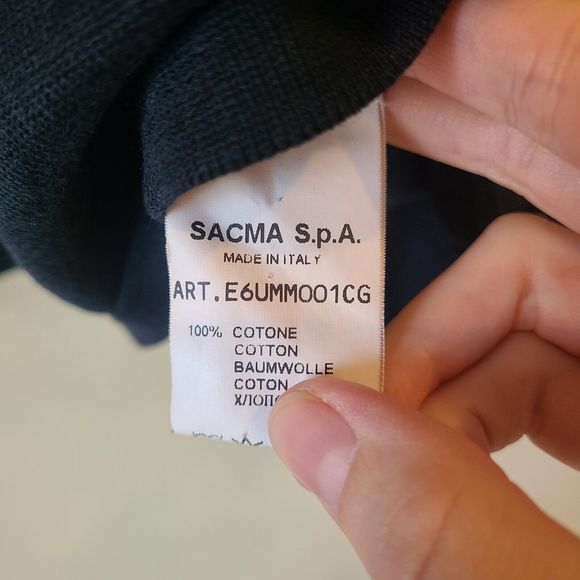 SACMA S.p.A.
MADE IN ITALY
ART.E6UMM001CG
100% COTONE
COTTON
BAUMWOLLE
COTON